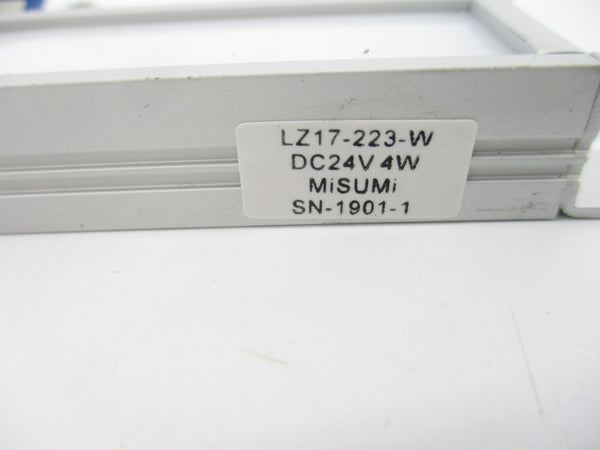 LZ17-223-W
DC24V 4W
MiSUMi
SN-1901-1